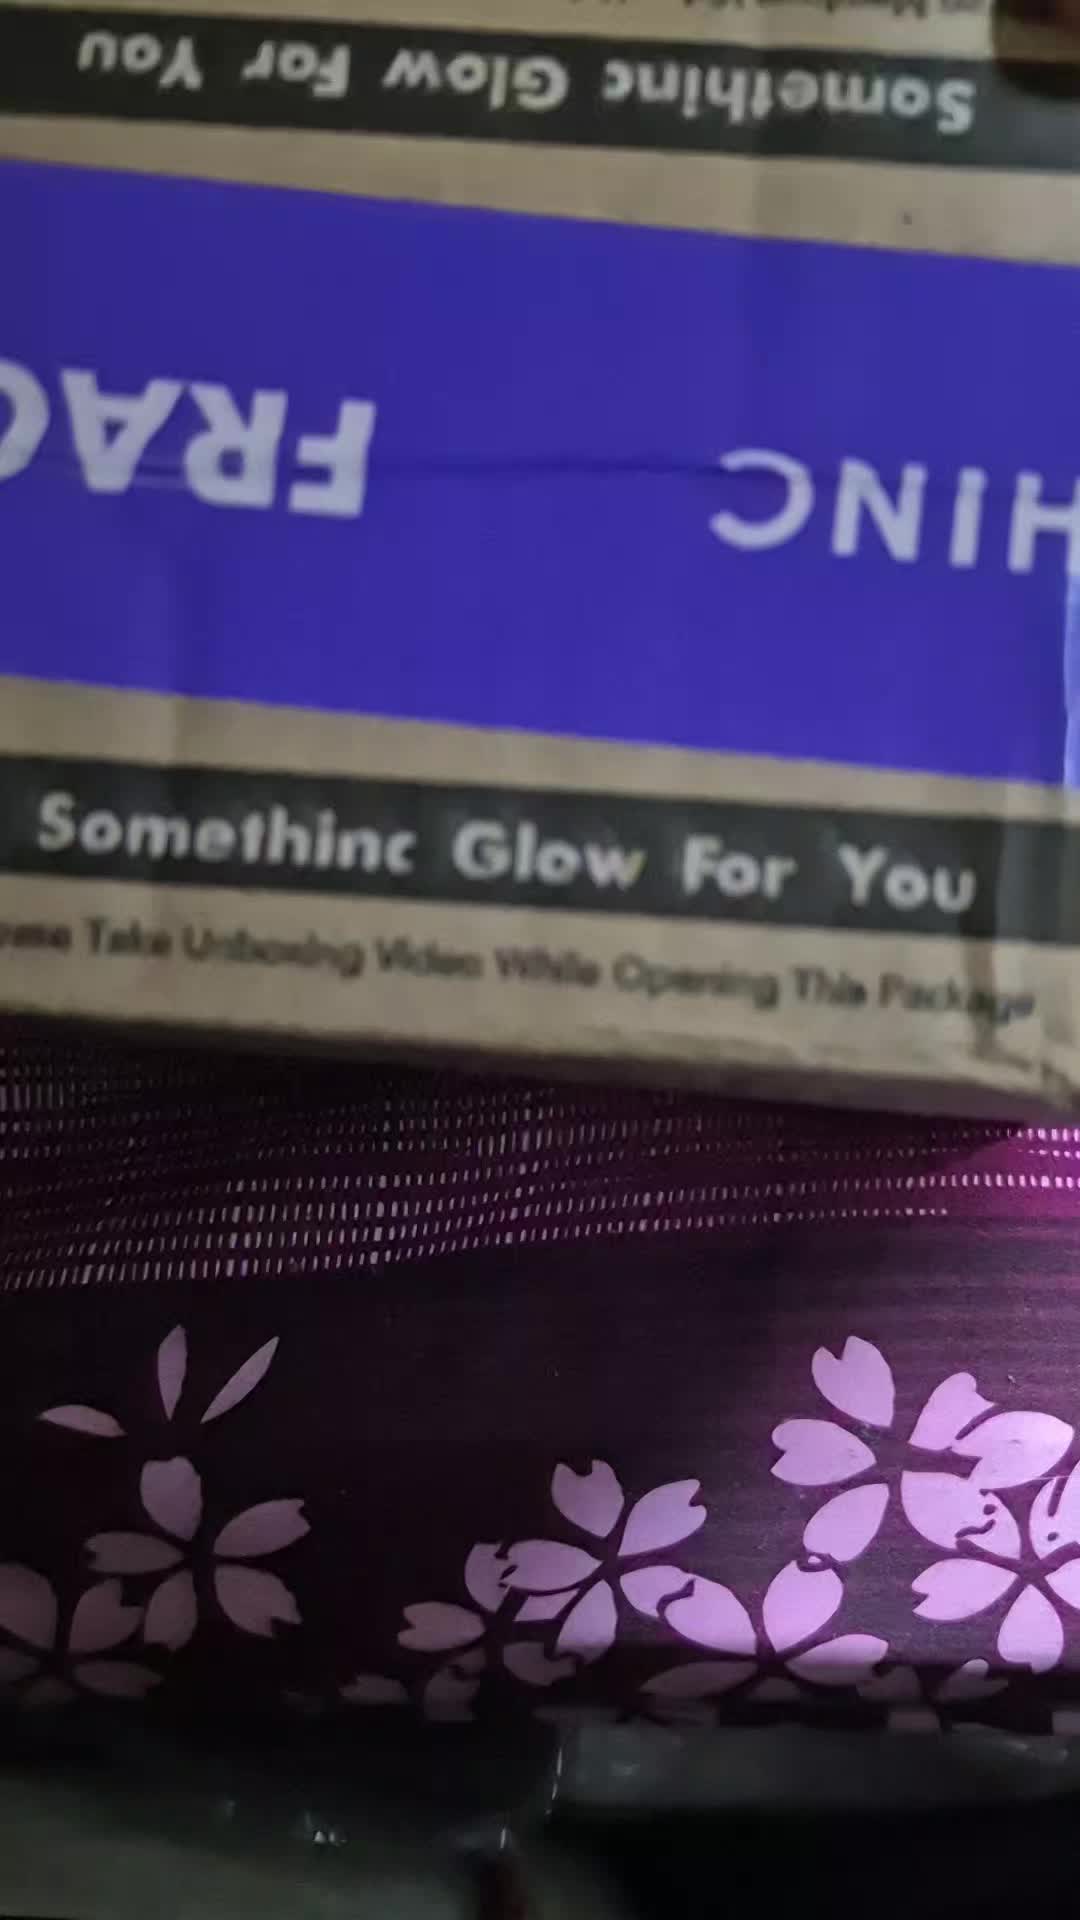 Somethinc Glow For You
HINC FRAG
Somethinc Glow For You
Take Unboxing Video While Opening This Package